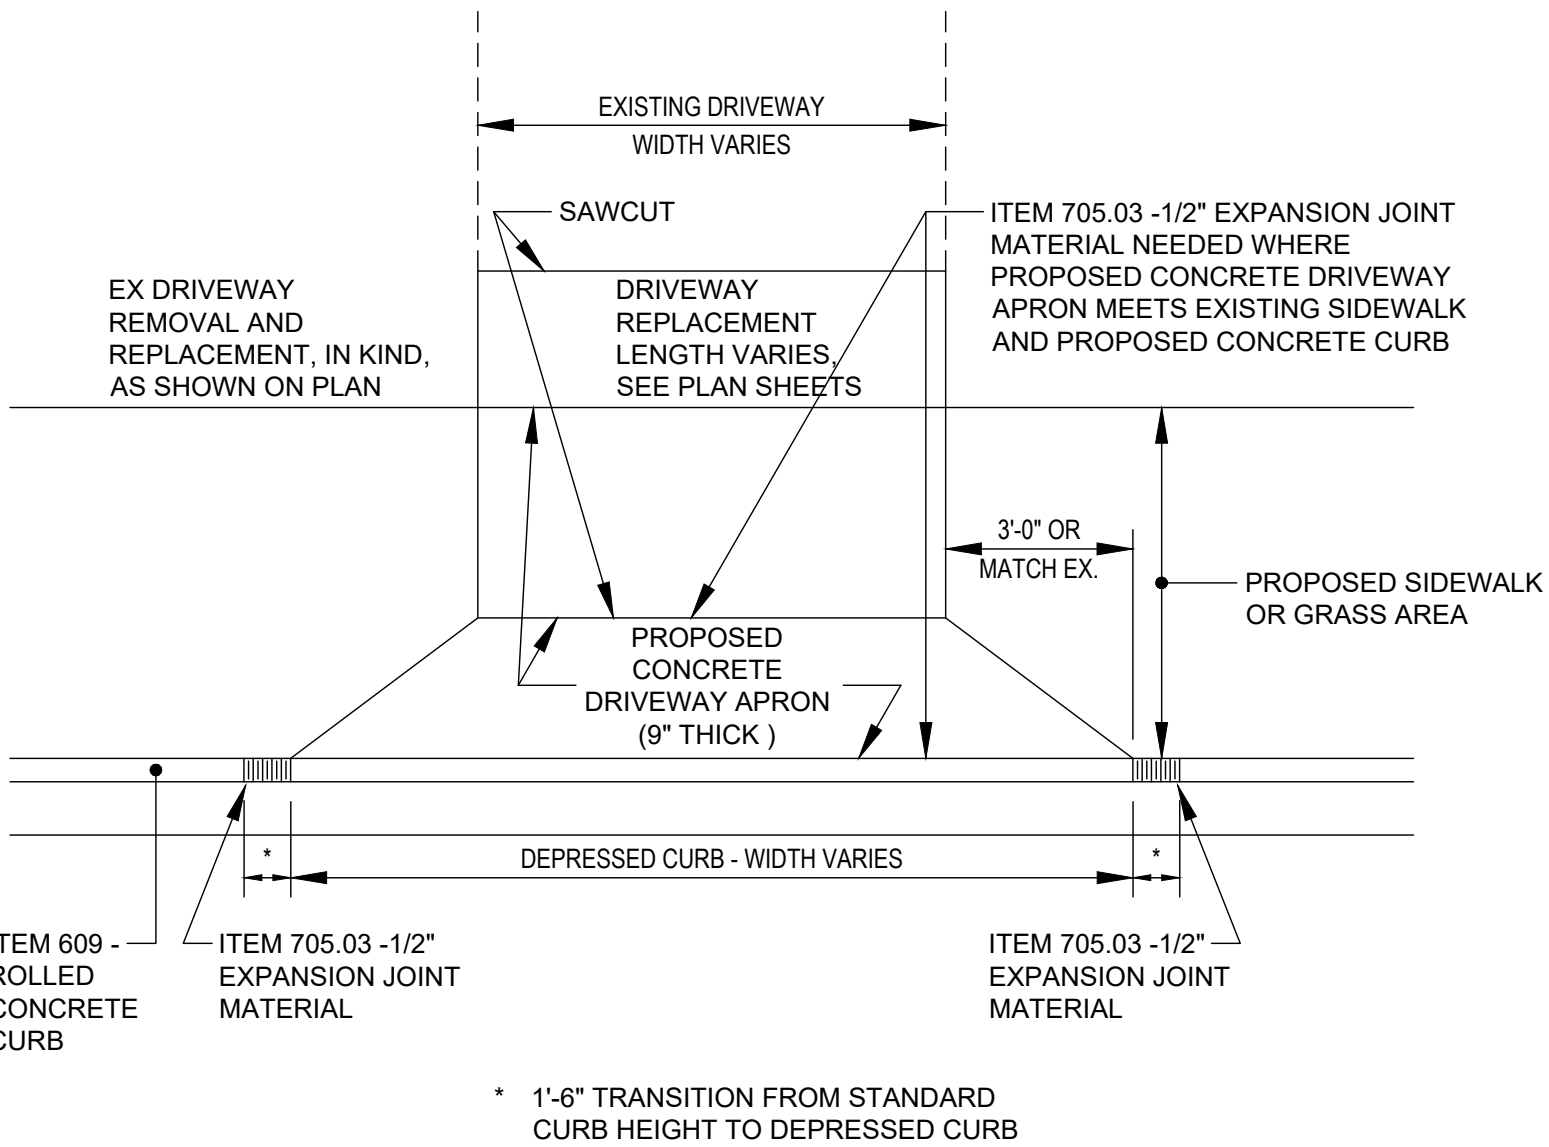 EXISTING DRIVEWAY
WIDTH VARIES
SAWCUT
ITEM 705.03 -1/2" EXPANSION JOINT
MATERIAL NEEDED WHERE
PROPOSED CONCRETE DRIVEWAY
APRON MEETS EXISTING SIDEWALK
AND PROPOSED CONCRETE CURB
EX DRIVEWAY
REMOVAL AND
REPLACEMENT, IN KIND,
AS SHOWN ON PLAN
DRIVEWAY
REPLACEMENT
LENGTH VARIES,
SEE PLAN SHEETS
3'-0" OR
MATCH EX.
PROPOSED SIDEWALK
OR GRASS AREA
PROPOSED
CONCRETE
DRIVEWAY APRON
(9" THICK )
*
DEPRESSED CURB - WIDTH VARIES
*
ITEM 609 -
ROLLED
CONCRETE
CURB
ITEM 705.03 -1/2"
EXPANSION JOINT
MATERIAL
ITEM 705.03 -1/2"
EXPANSION JOINT
MATERIAL
* 1'-6" TRANSITION FROM STANDARD
CURB HEIGHT TO DEPRESSED CURB